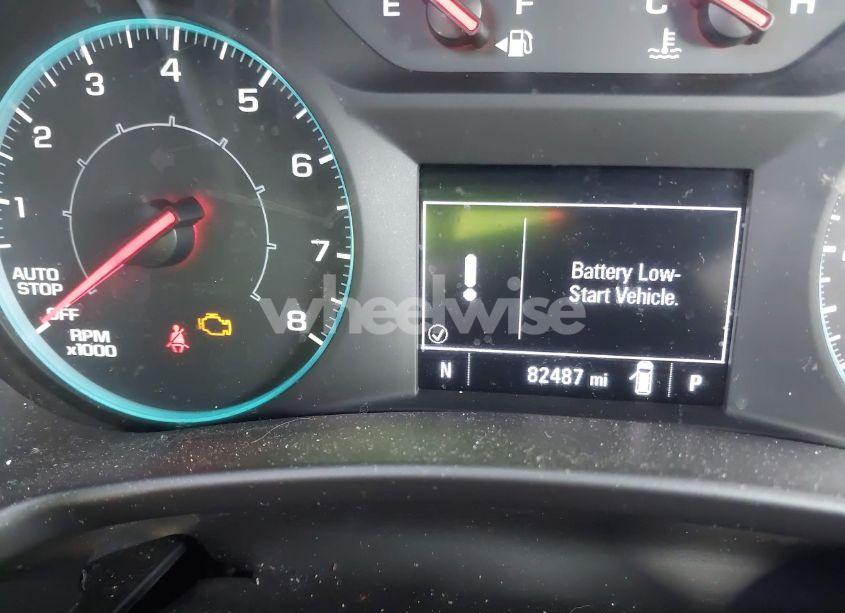 E F C H
1
2
3
4
5
6
7
8
AUTO
STOP
OFF
RPM
x1000
Battery Low-
Start Vehicle.
N 82487 mi P
wheelwise